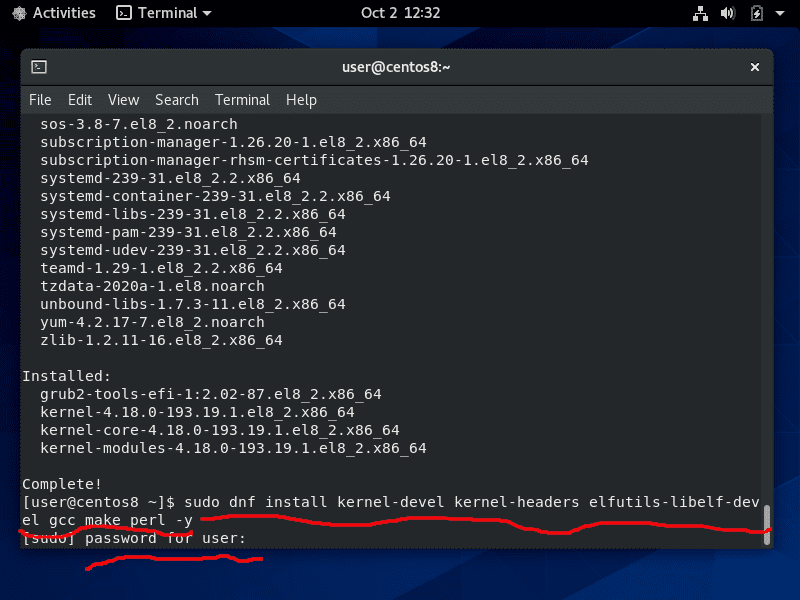 Activities Terminal Oct 2 12:32
user@centos8:~
File Edit View Search Terminal Help
sos-3.8-7.el8_2.noarch
subscription-manager-1.26.20-1.el8_2.x86_64
subscription-manager-rhsm-certificates-1.26.20-1.el8_2.x86_64
systemd-239-31.el8_2.2.x86_64
systemd-container-239-31.el8_2.2.x86_64
systemd-libs-239-31.el8_2.2.x86_64
systemd-pam-239-31.el8_2.2.x86_64
systemd-udev-239-31.el8_2.2.x86_64
teamd-1.29-1.el8_2.2.x86_64
tzdata-2020a-1.el8.noarch
unbound-libs-1.7.3-11.el8_2.x86_64
yum-4.2.17-7.el8_2.noarch
zlib-1.2.11-16.el8_2.x86_64
Installed:
grub2-tools-efi-1:2.02-87.el8_2.x86_64
kernel-4.18.0-193.19.1.el8_2.x86_64
kernel-core-4.18.0-193.19.1.el8_2.x86_64
kernel-modules-4.18.0-193.19.1.el8_2.x86_64
Complete!
[user@centos8 ~]$ sudo dnf install kernel-devel kernel-headers elfutils-libelf-dev
el gcc make perl -y
[sudo] password for user: